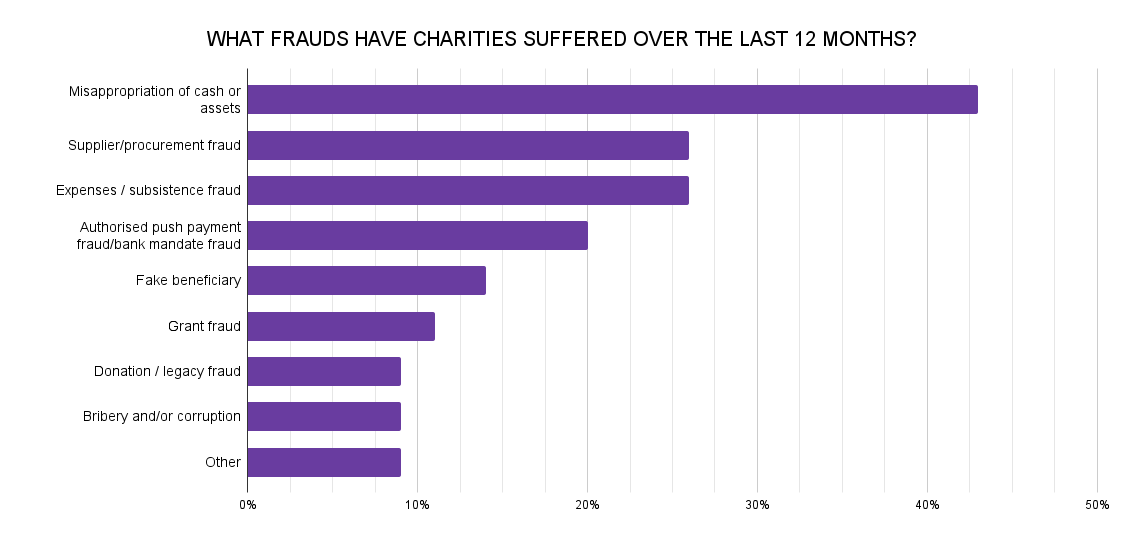 WHAT FRAUDS HAVE CHARITIES SUFFERED OVER THE LAST 12 MONTHS?
Misappropriation of cash or
assets
Supplier/procurement fraud
Expenses / subsistence fraud
Authorised push payment
fraud/bank mandate fraud
Fake beneficiary
Grant fraud
Donation / legacy fraud
Bribery and/or corruption
Other
0% 10% 20% 30% 40% 50%